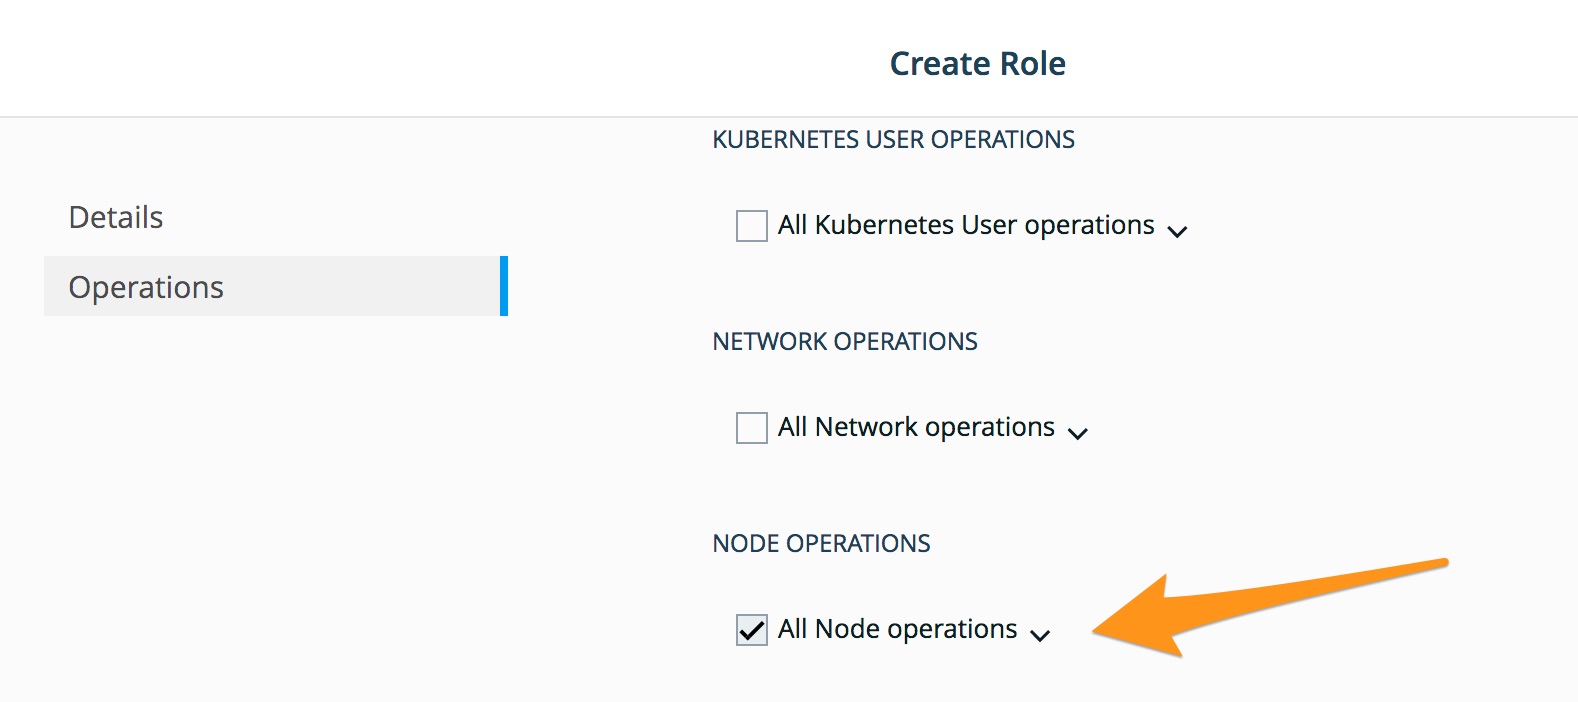 Create Role
Details
Operations
KUBERNETES USER OPERATIONS
All Kubernetes User operations
NETWORK OPERATIONS
All Network operations
NODE OPERATIONS
All Node operations